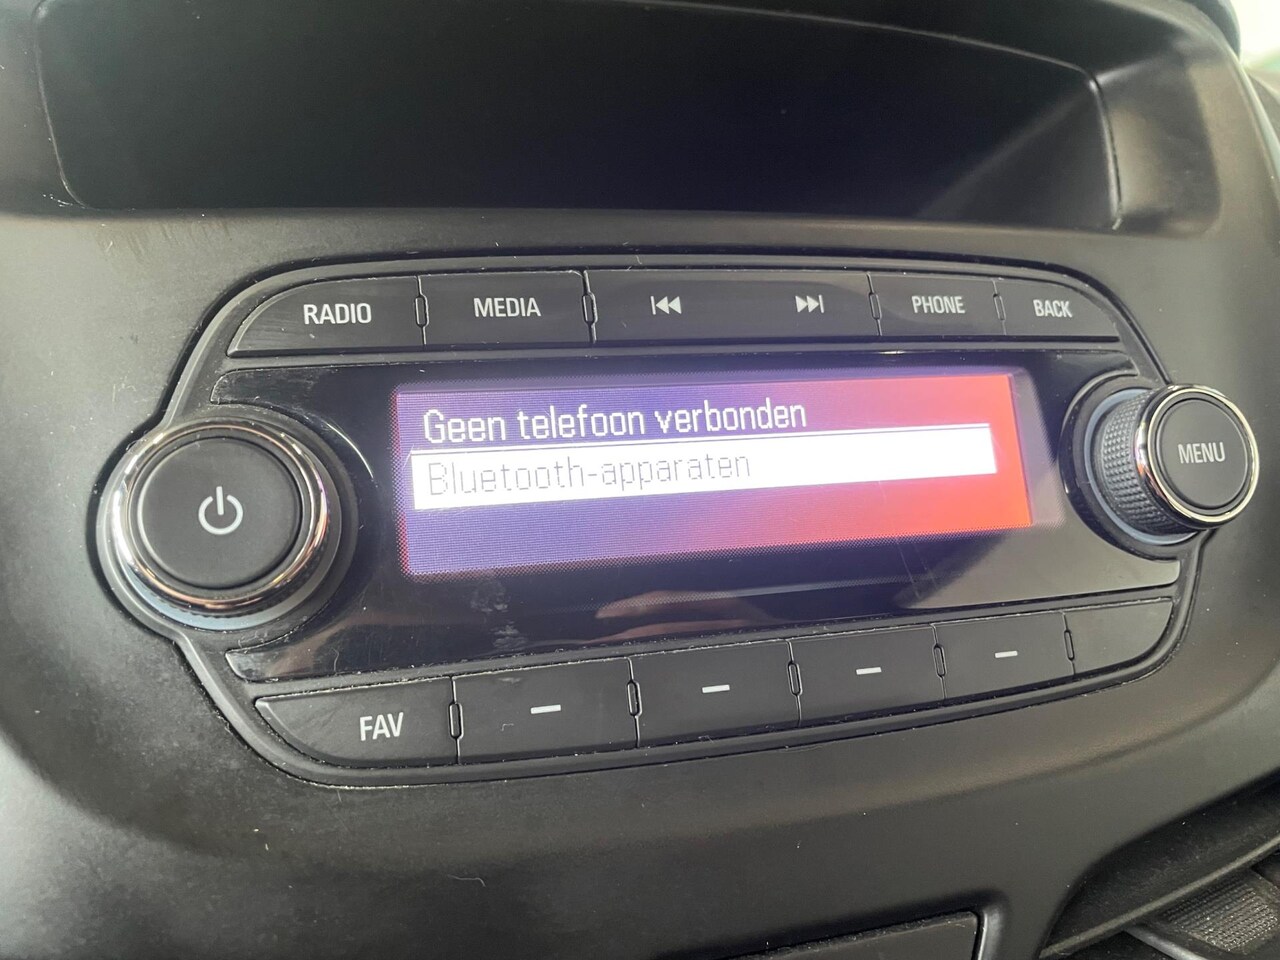 RADIO MEDIA PHONE BACK
Geen telefoon verbonden
Bluetooth-apparaten
MENU
FAV